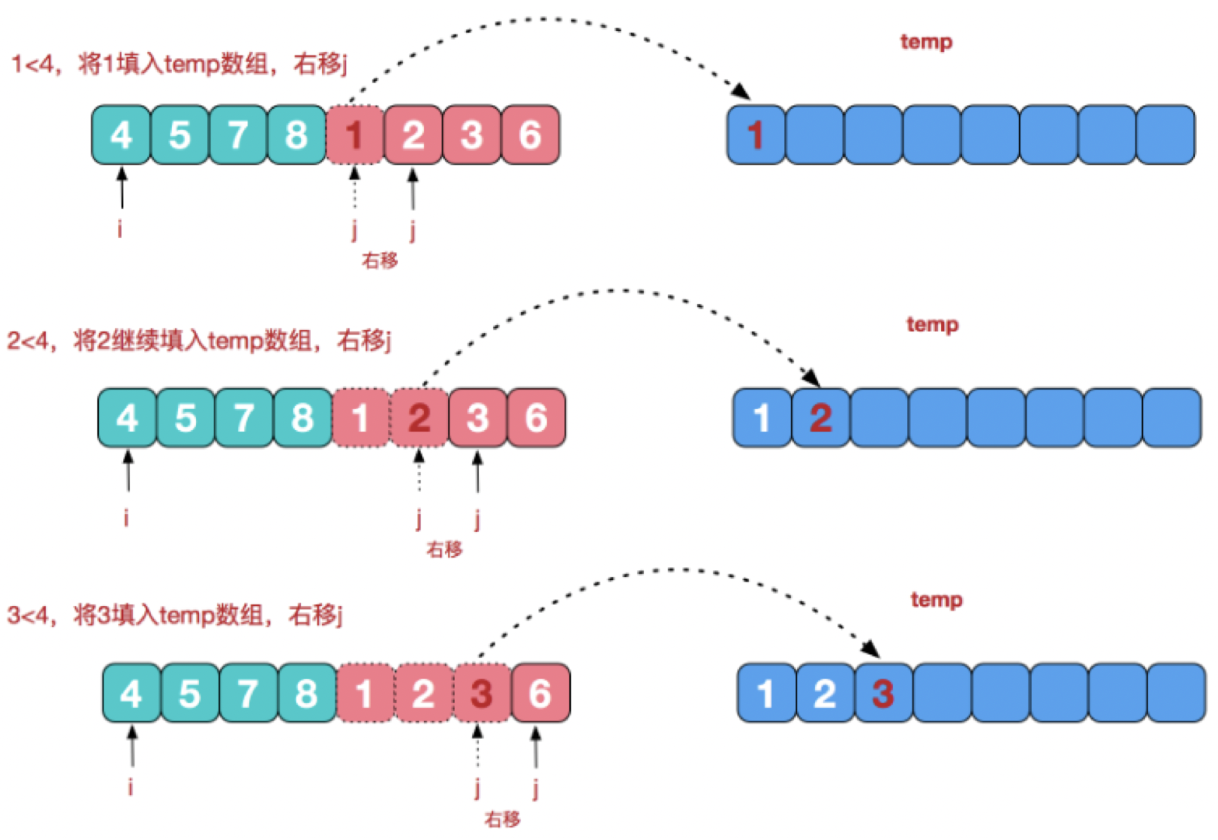 temp
1<4，将1填入temp数组，右移j
4 5 7 8 1 2 3 6
1
i j j
右移
temp
2<4，将2继续填入temp数组，右移j
4 5 7 8 1 2 3 6
1 2
i j j
右移
temp
3<4，将3填入temp数组，右移j
4 5 7 8 1 2 3 6
1 2 3
i j j
右移